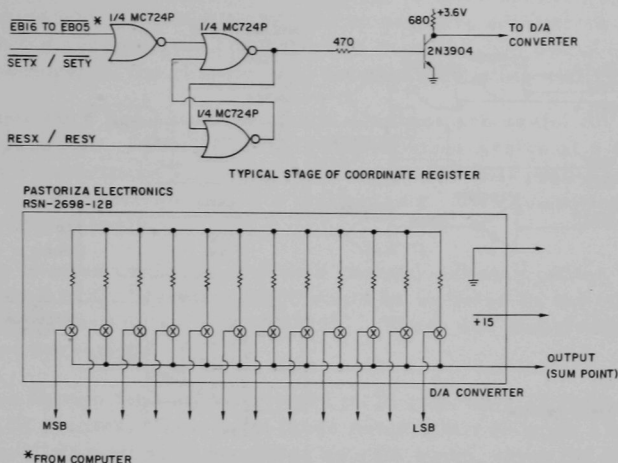 1/4 MC724P
1/4 MC724P
+3.6V
EB16 TO EB05 *
680
TO D/A
CONVERTER
470
2N3904
SETX / SETY
1/4 MC724P
RESX / RESY
TYPICAL STAGE OF COORDINATE REGISTER
PASTORIZA ELECTRONICS
RSN-2698-12B
+15
OUTPUT
(SUM POINT)
D/A CONVERTER
MSB
LSB
*FROM COMPUTER